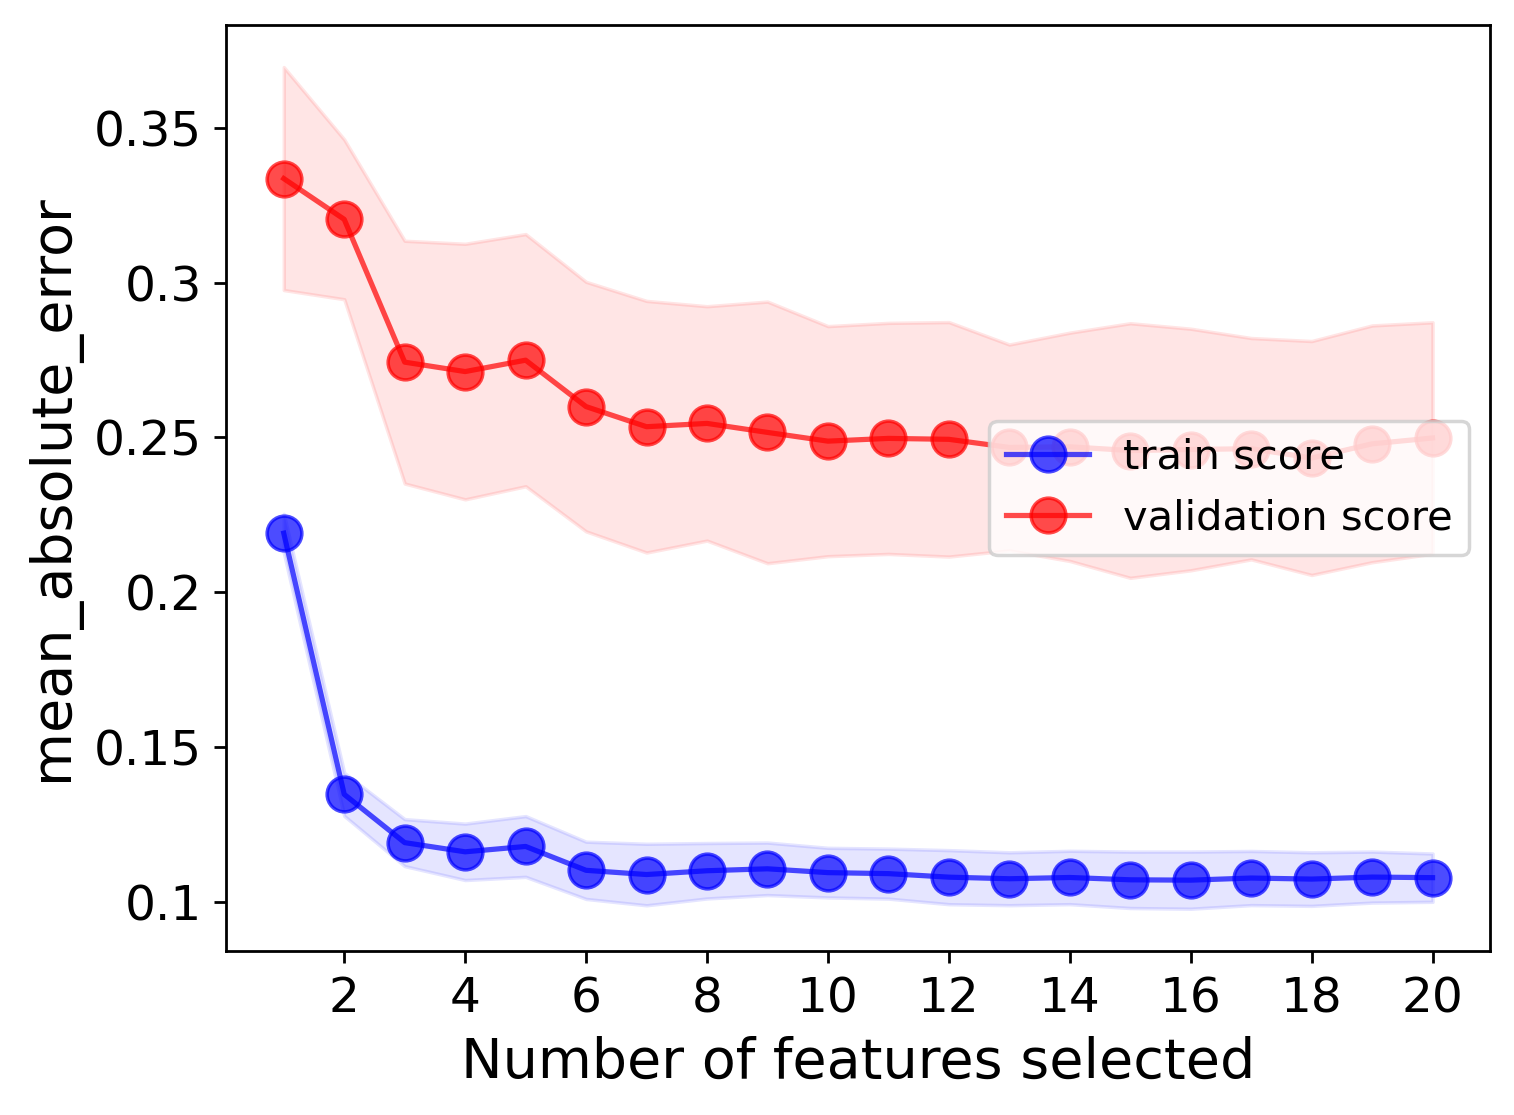 mean_absolute_error
0.35
0.3
0.25
0.2
0.15
0.1
train score
validation score
2 4 6 8 10 12 14 16 18 20
Number of features selected